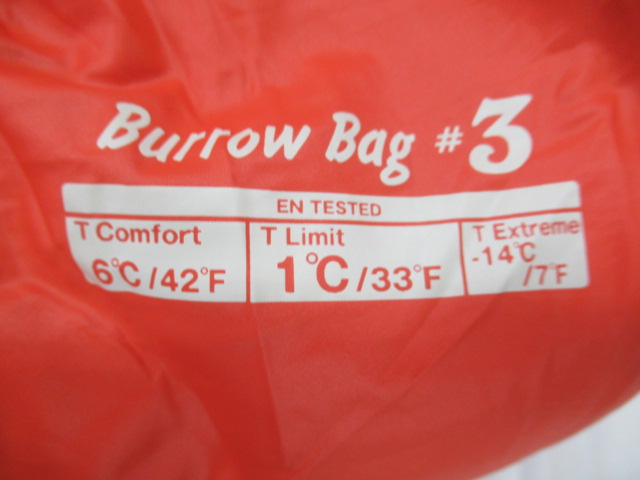 Burrow Bag #3
EN TESTED
T Comfort
6°C/42°F
T Limit
1°C/33°F
T Extreme
-14°C
/7°F